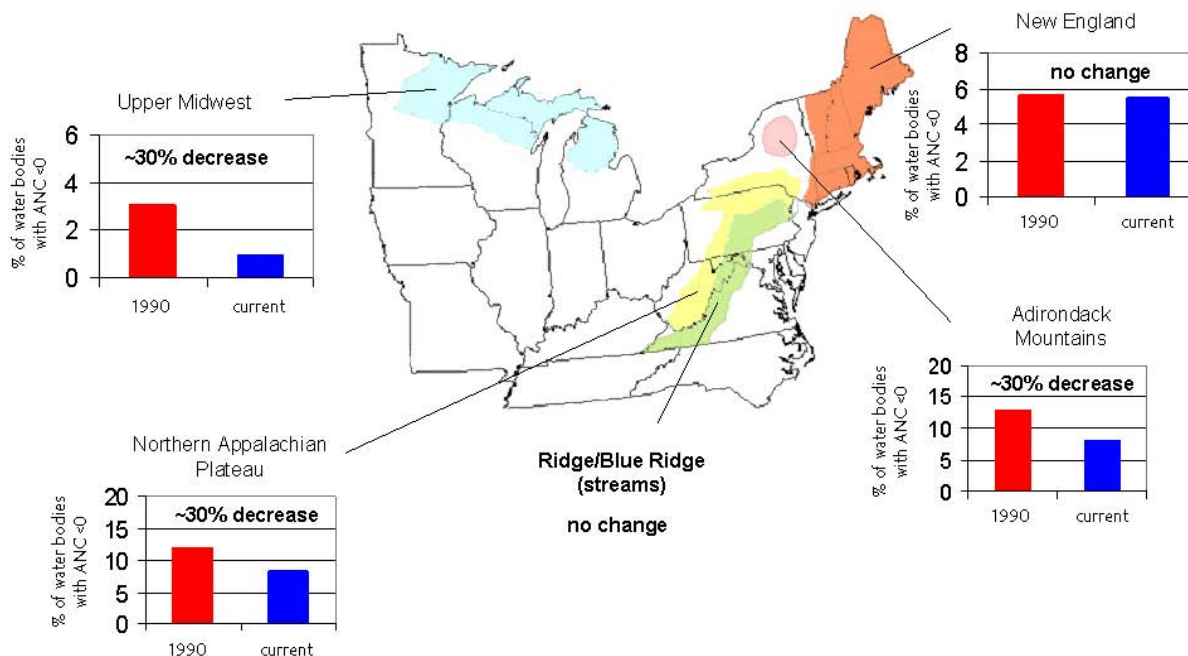 New England
% of water bodies
with ANC <0
8
6
4
2
0
no change
1990
current
Upper Midwest
% of water bodies
with ANC <0
6
4
2
0
~30% decrease
1990
current
Adirondack
Mountains
% of water bodies
with ANC <0
20
15
10
5
0
~30% decrease
1990
current
Northern Appalachian
Plateau
% of water bodies
with ANC <0
20
15
10
5
0
~30% decrease
1990
current
Ridge/Blue Ridge
(streams)
no change